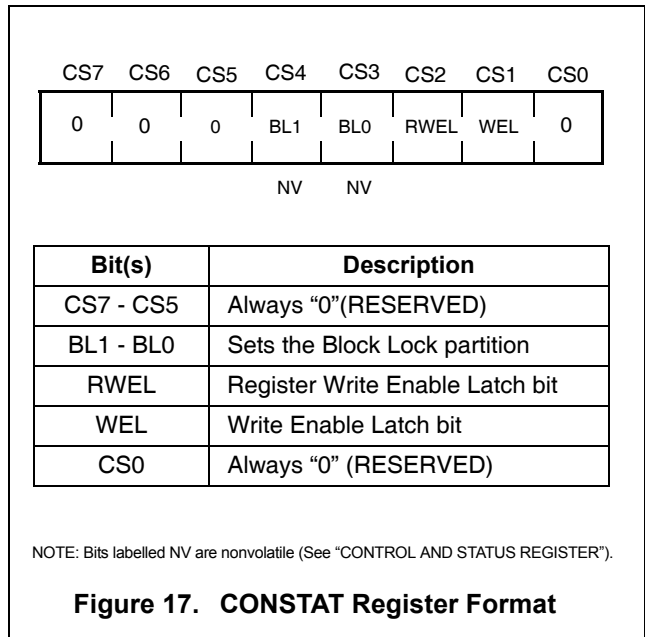 CS7 CS6 CS5 CS4 CS3 CS2 CS1 CS0
0 0 0 BL1 BL0 RWEL WEL 0
NV NV
Bit(s) Description
CS7 - CS5 Always “0”(RESERVED)
BL1 - BL0 Sets the Block Lock partition
RWEL Register Write Enable Latch bit
WEL Write Enable Latch bit
CS0 Always “0” (RESERVED)
NOTE: Bits labelled NV are nonvolatile (See “CONTROL AND STATUS REGISTER”).
Figure 17. CONSTAT Register Format